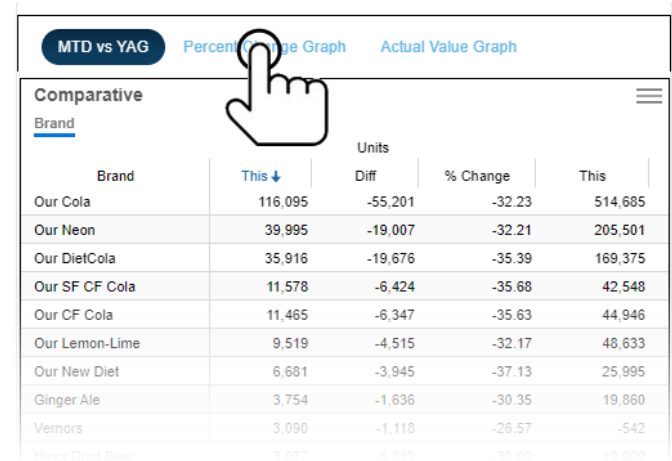 MTD vs YAG Percent Change Graph Actual Value Graph
Comparative
Brand
Units
Brand This Diff % Change This
Our Cola 116,095 -55,201 -32.23 514,685
Our Neon 39,995 -19,007 -32.21 205,501
Our DietCola 35,916 -19,676 -35.39 169,375
Our SF CF Cola 11,578 -6,424 -35.68 42,548
Our CF Cola 11,465 -6,347 -35.63 44,946
Our Lemon-Lime 9,519 -4,515 -32.17 48,633
Our New Diet 6,681 -3,945 -37.13 25,995
Ginger Ale 3,754 -1,636 -30.35 19,860
Vernors 3,090 -1,118 -26.57 -542
Root Beer